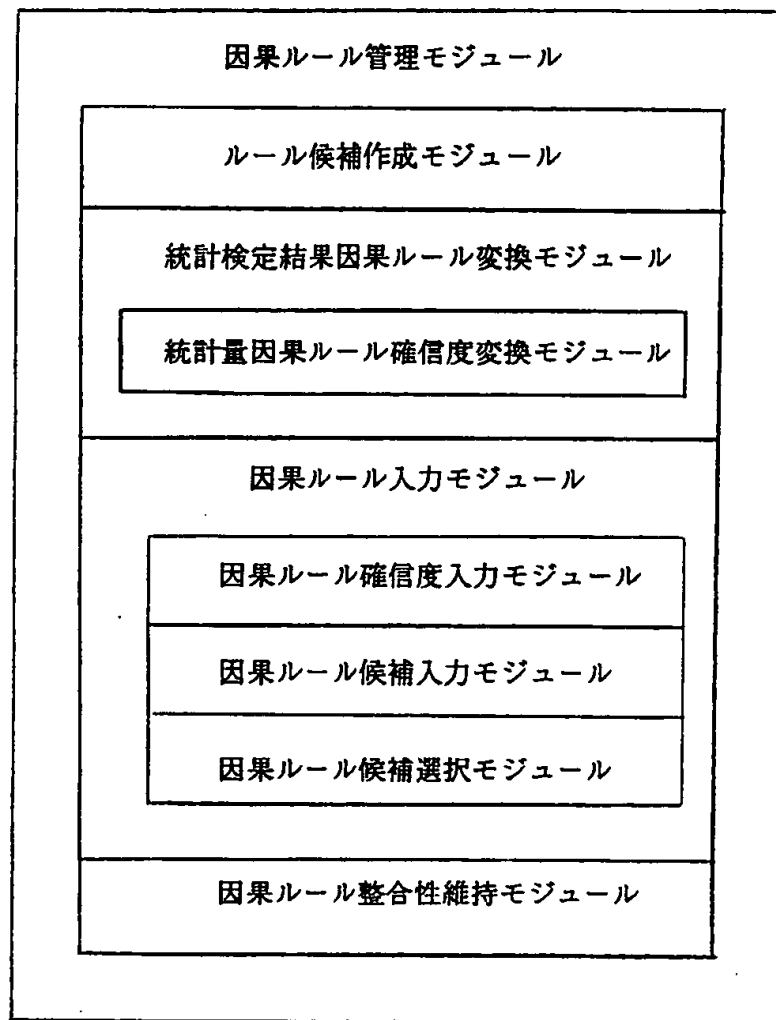 因果ルール管理モジュール
ルール候補作成モジュール
統計検定結果因果ルール変換モジュール
統計量因果ルール確信度変換モジュール
因果ルール入力モジュール
因果ルール確信度入力モジュール
因果ルール候補入力モジュール
因果ルール候補選択モジュール
因果ルール整合性維持モジュール